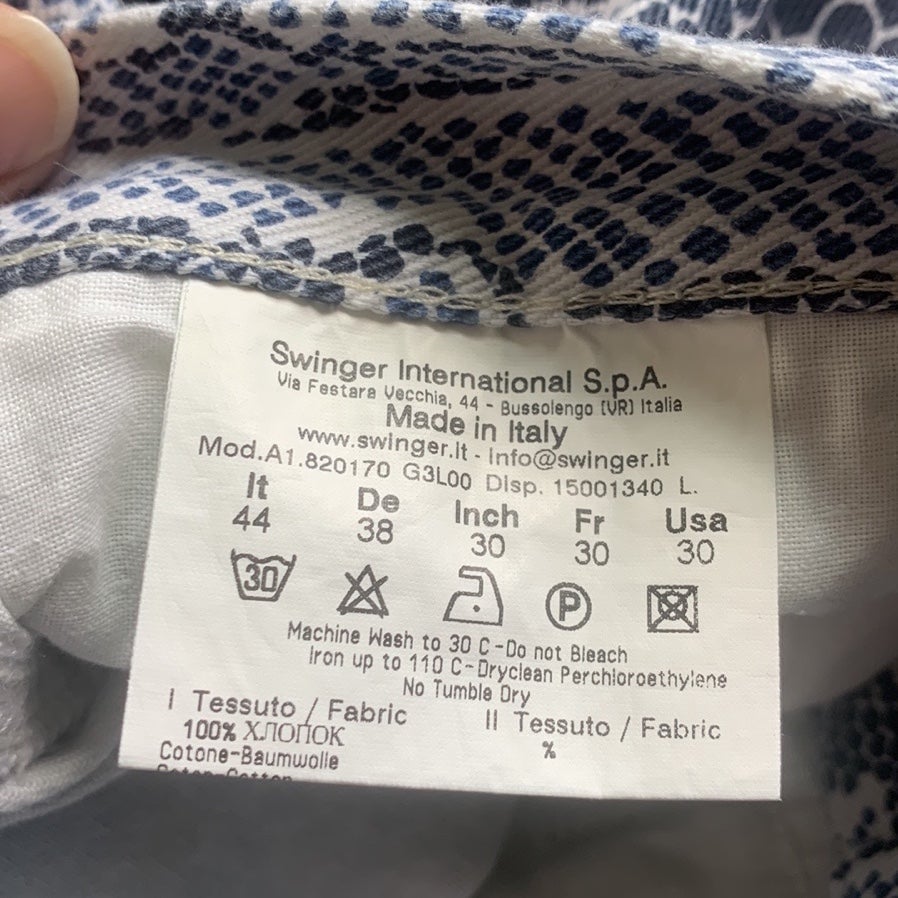 Swinger International S.p.A.
Via Festara Vecchia, 44 - Bussolengo (VR) Italia
Made in Italy
www.swinger.it - Info@swinger.it
Mod.A1.820170 G3L00 Disp. 15001340 L.
It De Inch Fr Usa
44 38 30 30 30
30 P
Machine Wash to 30 C-Do not Bleach
Iron up to 110 C-Dryclean Perchloroethylene
No Tumble Dry
I Tessuto / Fabric II Tessuto / Fabric
100% ХЛОПОК %
Cotone-Baumwolle
Coton-Cotton